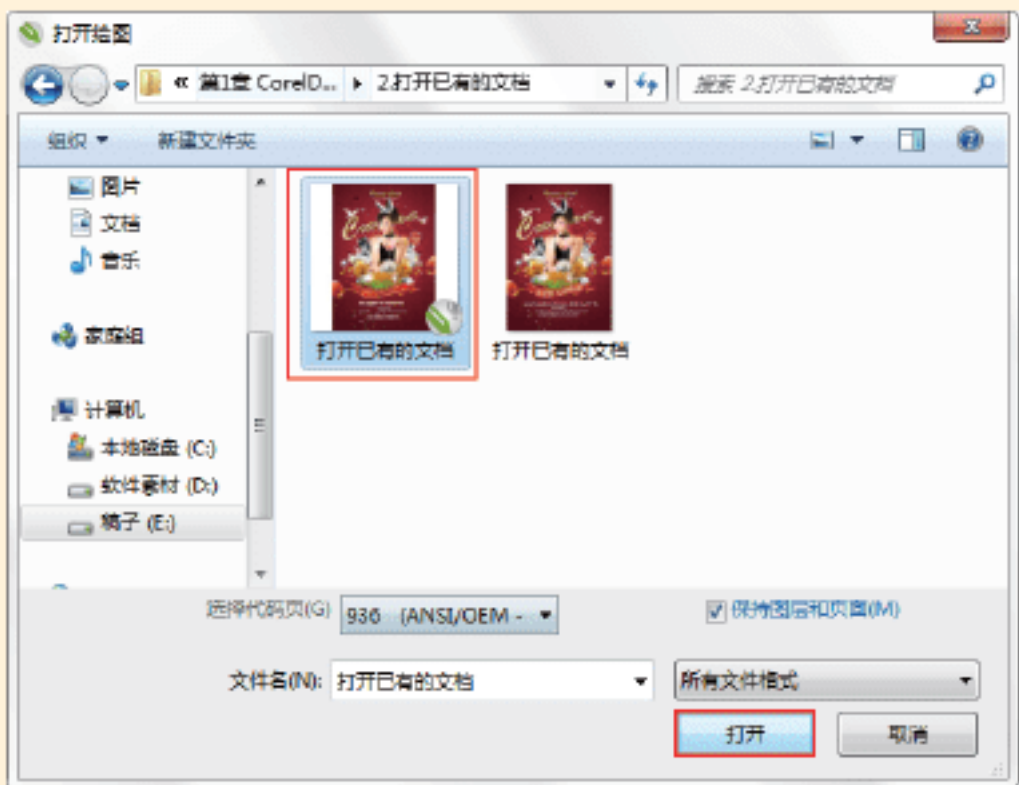 打开绘图
« 第1章 CorelD... ▶ 2.打开已有的文档
搜索 2.打开已有的文档
组织 新建文件夹
图片
文档
音乐
家庭组
计算机
本地磁盘 (C:)
软件素材 (D:)
稿子 (E:)
打开已有的文档 打开已有的文档
选择代码页(G) 936 (ANSI/OEM - 保持图层和页面(M)
文件名(N): 打开已有的文档 所有文件格式
打开 取消